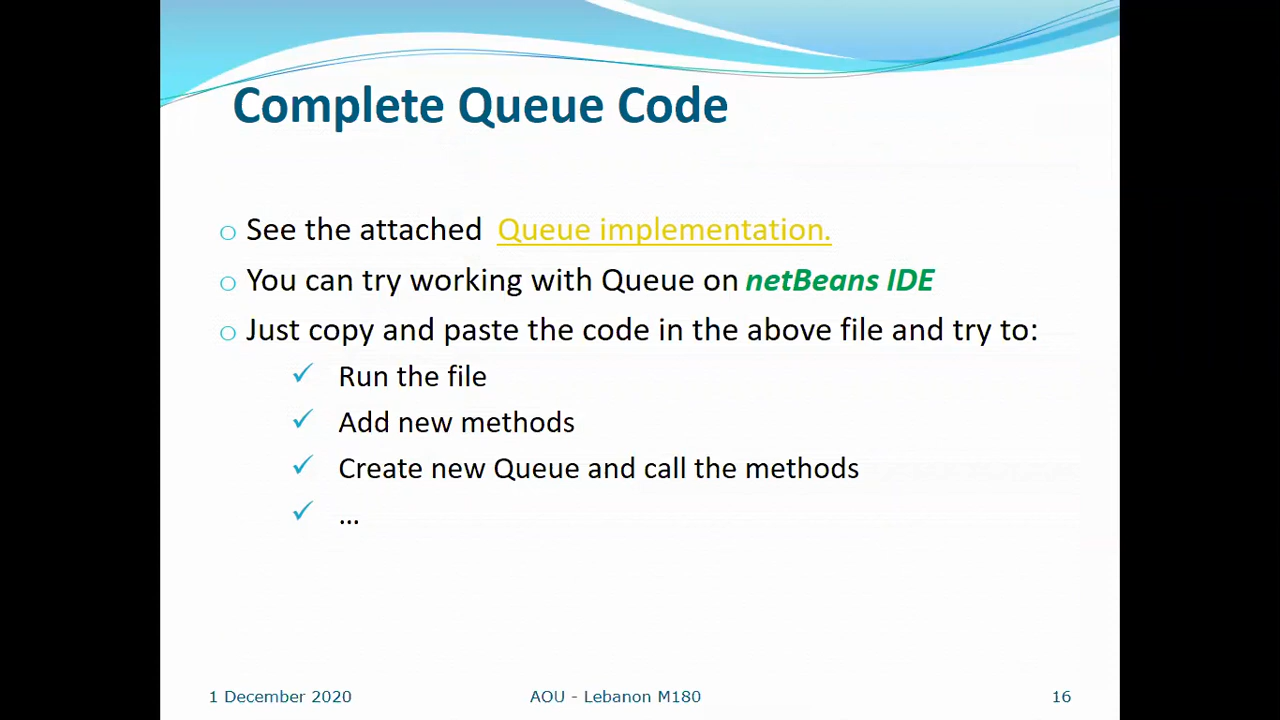 Complete Queue Code
See the attached Queue implementation.
You can try working with Queue on netBeans IDE
Just copy and paste the code in the above file and try to:
Run the file
Add new methods
Create new Queue and call the methods
...
1 December 2020 AOU - Lebanon M180 16